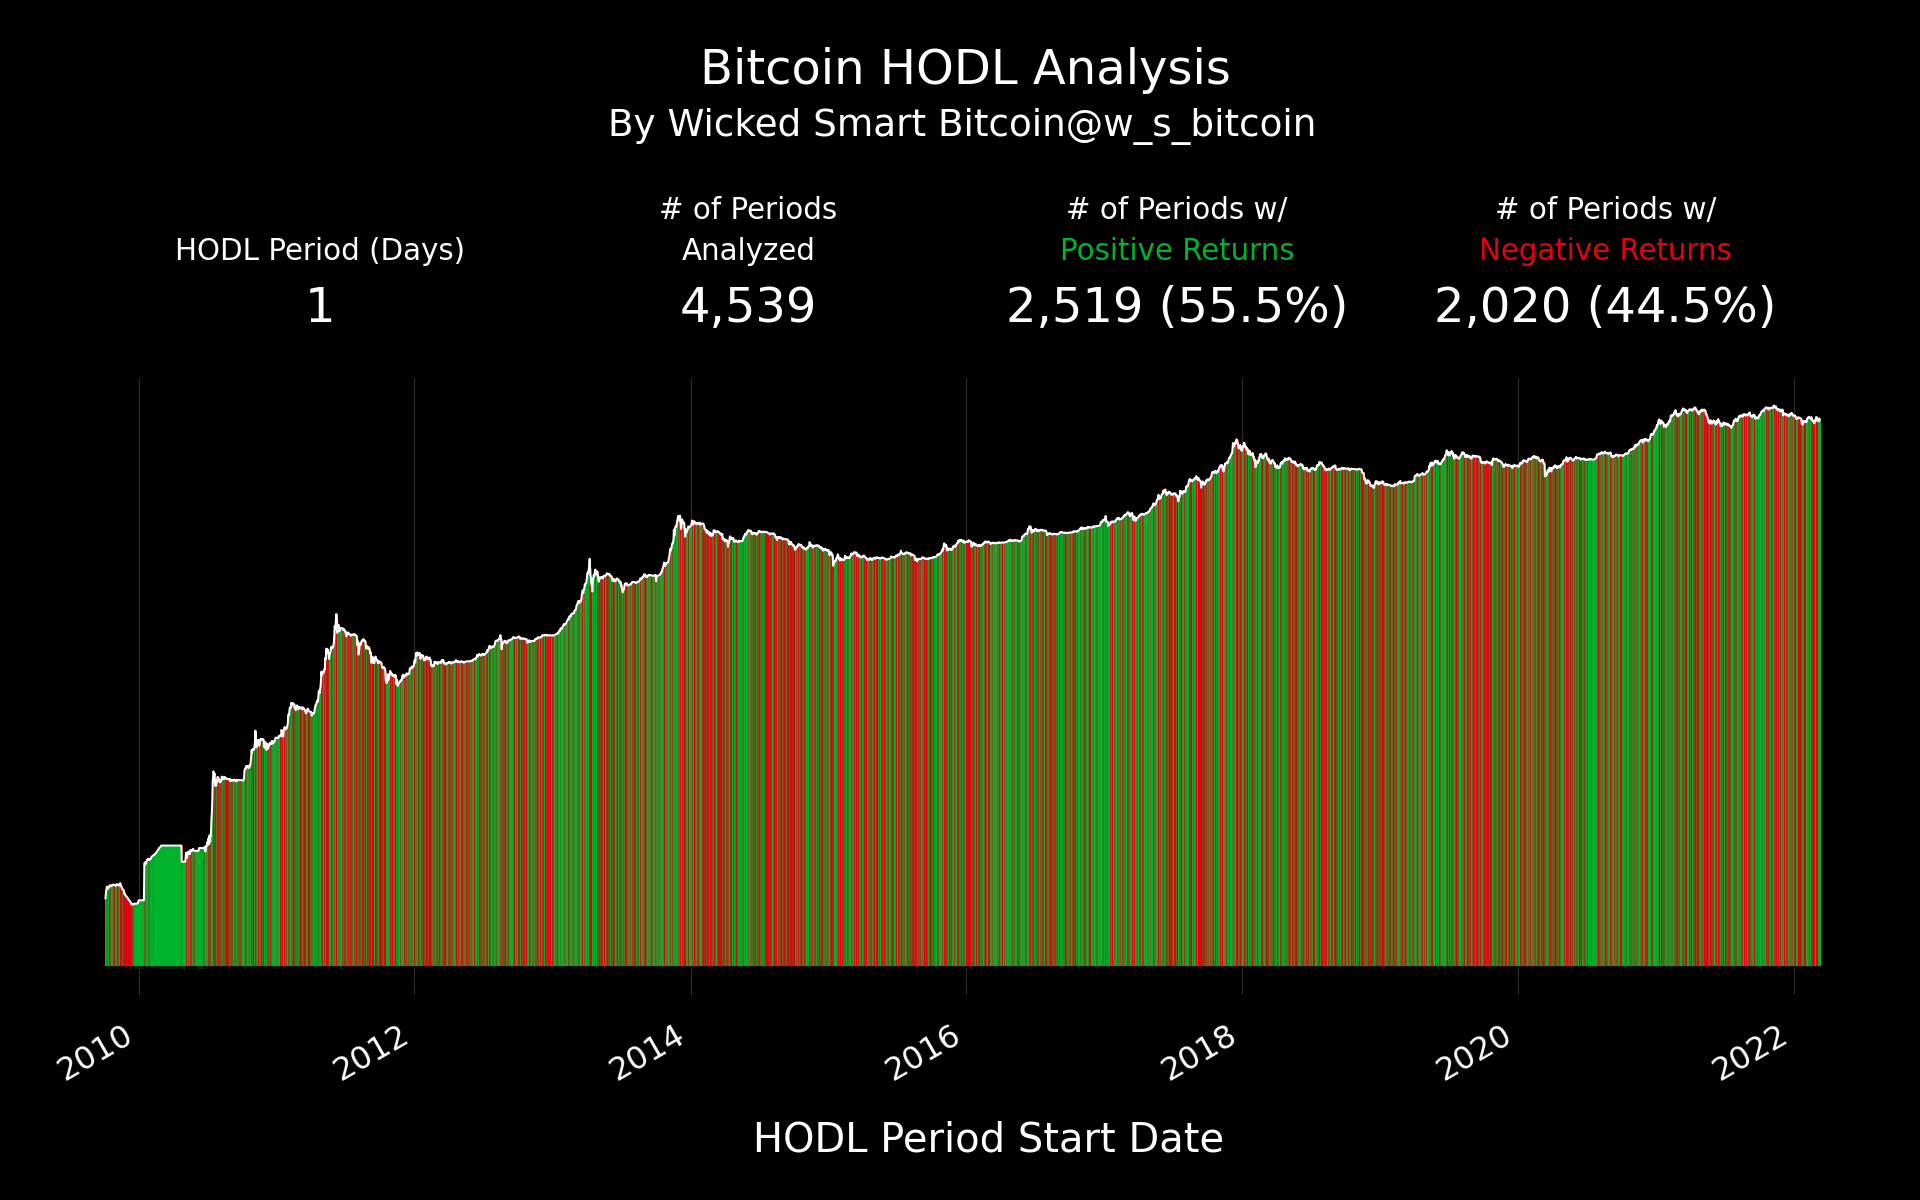 Bitcoin HODL Analysis
By Wicked Smart Bitcoin@w_s_bitcoin
HODL Period (Days)
1
# of Periods
Analyzed
4,539
# of Periods w/
Positive Returns
2,519 (55.5%)
# of Periods w/
Negative Returns
2,020 (44.5%)
2010
2012
2014
2016
2018
2020
2022
HODL Period Start Date